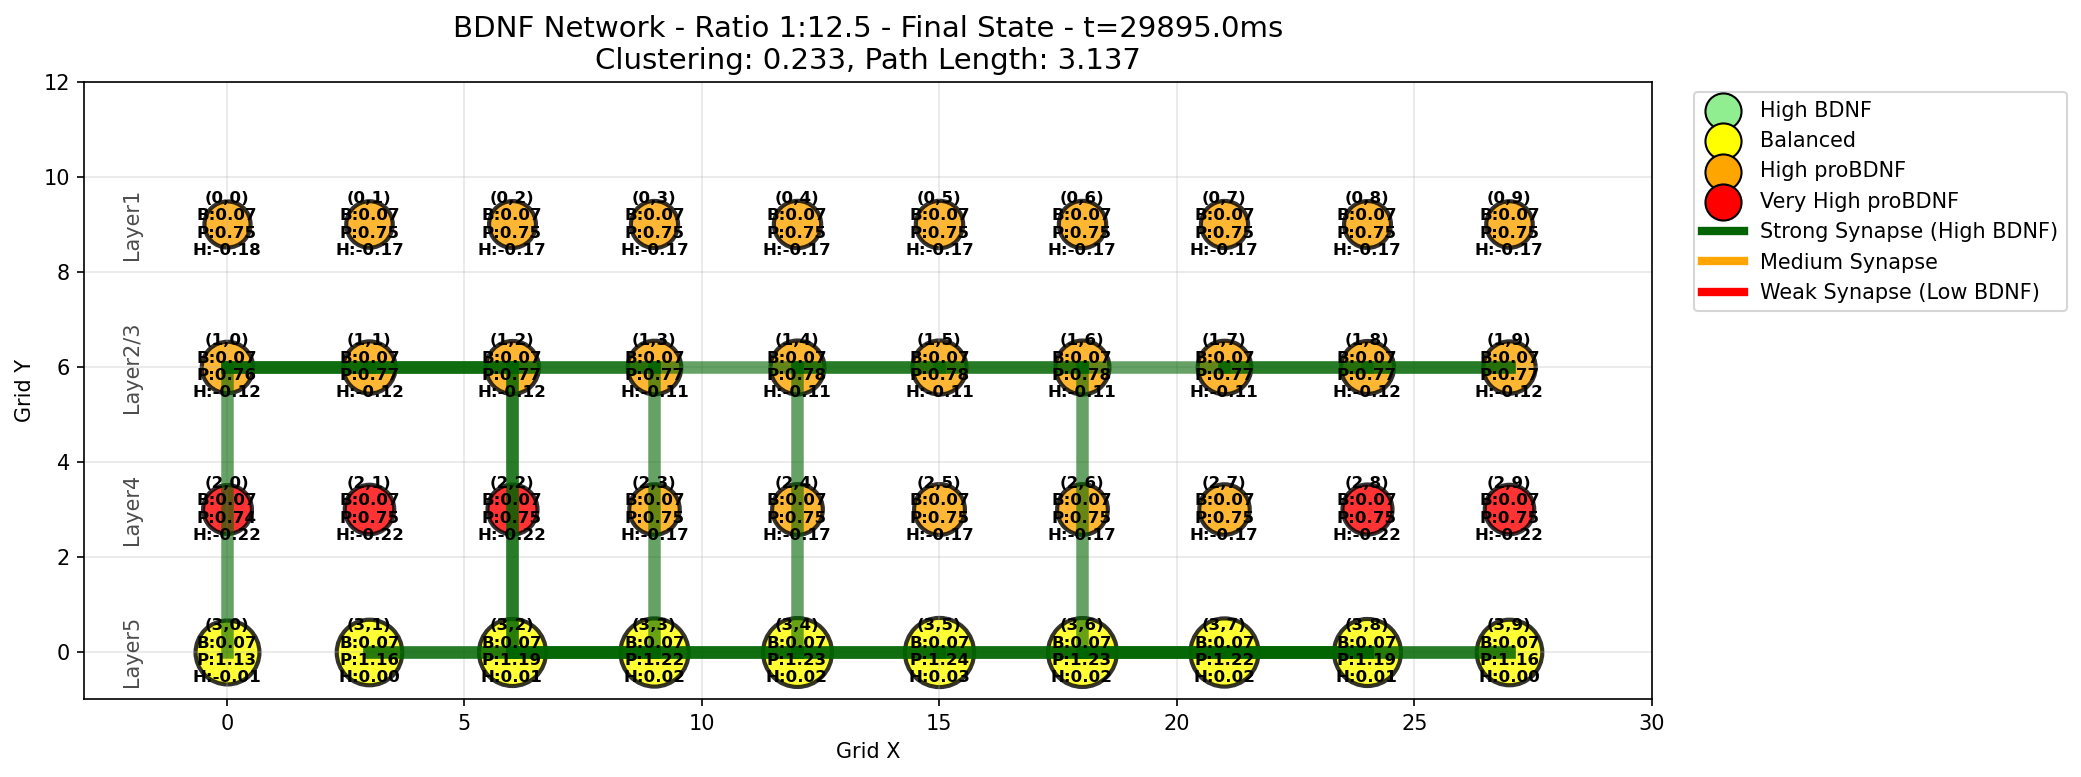 BDNF Network - Ratio 1:12.5 - Final State - t=29895.0ms
Clustering: 0.233, Path Length: 3.137
12
10
8
6
4
2
0
Grid Y
Layer1
Layer2/3
Layer4
Layer5
(0,0) (0,1) (0,2) (0,3) (0,4) (0,5) (0,6) (0,7) (0,8) (0,9)
B:0.07 B:0.07 B:0.07 B:0.07 B:0.07 B:0.07 B:0.07 B:0.07 B:0.07 B:0.07
P:0.75 P:0.75 P:0.75 P:0.75 P:0.75 P:0.75 P:0.75 P:0.75 P:0.75 P:0.75
H:-0.18 H:-0.17 H:-0.17 H:-0.17 H:-0.17 H:-0.17 H:-0.17 H:-0.17 H:-0.17 H:-0.17
(1,0) (1,1) (1,2) (1,3) (1,4) (1,5) (1,6) (1,7) (1,8) (1,9)
B:0.07 B:0.07 B:0.07 B:0.07 B:0.07 B:0.07 B:0.07 B:0.07 B:0.07 B:0.07
P:0.76 P:0.77 P:0.77 P:0.77 P:0.78 P:0.78 P:0.78 P:0.77 P:0.77 P:0.77
H:-0.12 H:-0.12 H:-0.12 H:-0.11 H:-0.11 H:-0.11 H:-0.11 H:-0.11 H:-0.12 H:-0.12
(2,0) (2,1) (2,2) (2,3) (2,4) (2,5) (2,6) (2,7) (2,8) (2,9)
B:0.07 B:0.07 B:0.07 B:0.07 B:0.07 B:0.07 B:0.07 B:0.07 B:0.07 B:0.07
P:0.74 P:0.75 P:0.75 P:0.75 P:0.75 P:0.75 P:0.75 P:0.75 P:0.75 P:0.75
H:-0.22 H:-0.22 H:-0.22 H:-0.17 H:-0.17 H:-0.17 H:-0.17 H:-0.17 H:-0.22 H:-0.22
(3,0) (3,1) (3,2) (3,3) (3,4) (3,5) (3,6) (3,7) (3,8) (3,9)
B:0.07 B:0.07 B:0.07 B:0.07 B:0.07 B:0.07 B:0.07 B:0.07 B:0.07 B:0.07
P:1.13 P:1.16 P:1.19 P:1.22 P:1.23 P:1.24 P:1.23 P:1.22 P:1.19 P:1.16
H:-0.01 H:0.00 H:0.01 H:0.02 H:0.02 H:0.03 H:0.02 H:0.02 H:0.01 H:0.00
0 5 10 15 20 25 30
Grid X
High BDNF
Balanced
High proBDNF
Very High proBDNF
Strong Synapse (High BDNF)
Medium Synapse
Weak Synapse (Low BDNF)